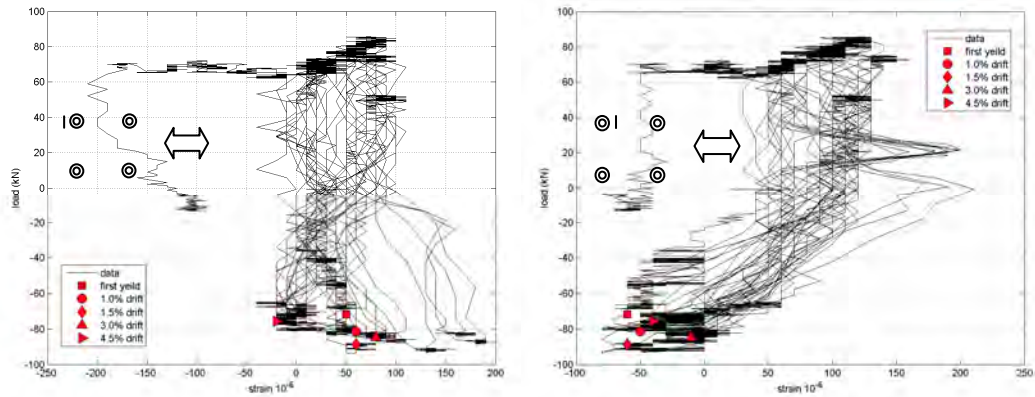 100
80
60
40
20
0
-20
-40
-60
-80
-100
load (kN)
data
first yeild
1.0% drift
1.5% drift
3.0% drift
4.5% drift
-250 -200 -150 -100 -50 0 50 100 150 200
strain 10-6
100
80
60
40
20
0
-20
-40
-60
-80
-100
load (kN)
data
first yeild
1.0% drift
1.5% drift
3.0% drift
4.5% drift
-100 -50 0 50 100 150 200 250
strain 10-6